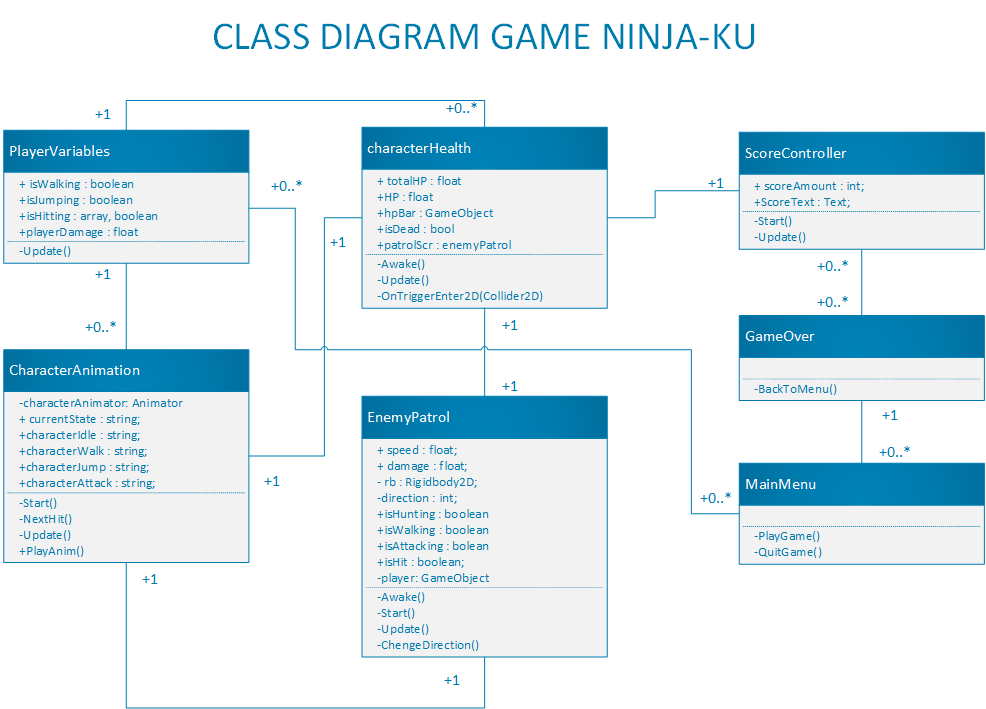 CLASS DIAGRAM GAME NINJA-KU
+1
+0..*
PlayerVariables
+ isWalking : boolean
+isJumping : boolean
+isHitting : array, boolean
+playerDamage : float
-Update()
+0..*
characterHealth
+ totalHP : float
+HP : float
+hpBar : GameObject
+isDead : bool
+patrolScr : enemyPatrol
-Awake()
-Update()
-OnTriggerEnter2D(Collider2D)
+1
ScoreController
+ scoreAmount : int;
+ScoreText : Text;
-Start()
-Update()
+1
+1
+0..*
+0..*
+0..*
+1
CharacterAnimation
-characterAnimator: Animator
+ currentState : string;
+characterIdle : string;
+characterWalk : string;
+characterJump : string;
+characterAttack : string;
-Start()
-NextHit()
-Update()
+PlayAnim()
+1
+1
+1
EnemyPatrol
+ speed : float;
+ damage : float;
- rb : Rigidbody2D;
-direction : int;
+isHunting : boolean
+isWalking : boolean
+isAttacking : bolean
+isHit : boolean;
-player: GameObject
-Awake()
-Start()
-Update()
-ChengeDirection()
+1
GameOver
-BackToMenu()
+1
+0..*
+0..*
MainMenu
-PlayGame()
-QuitGame()